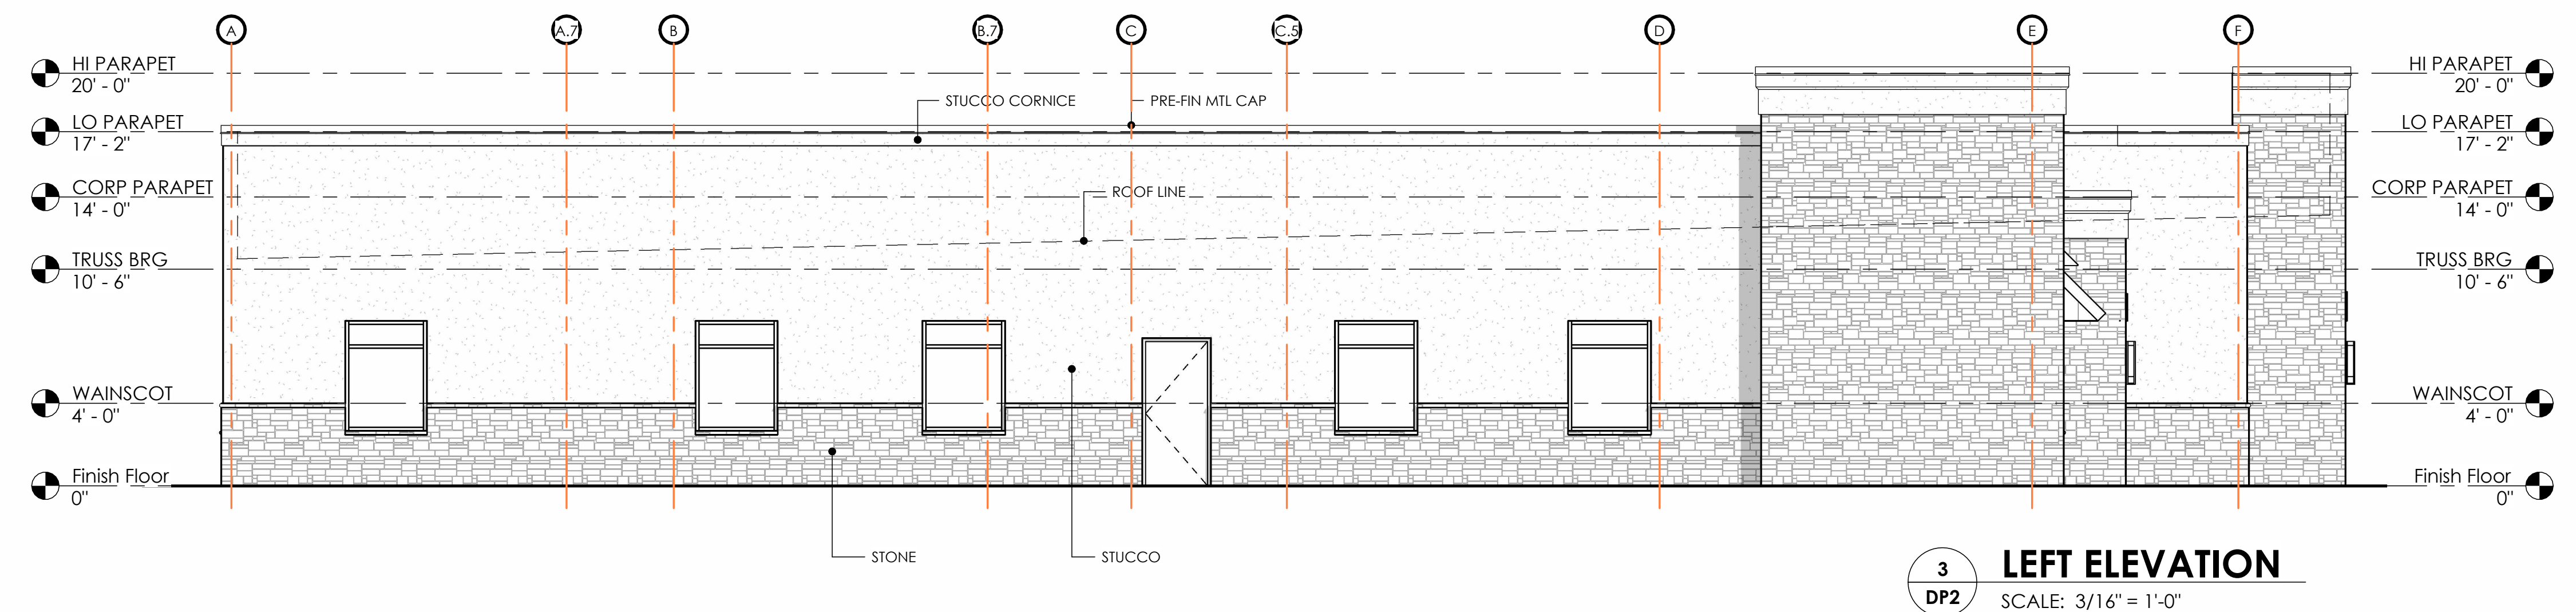 A A.7 B B.7 C C.5 D E F
HI PARAPET
20' - 0"
LO PARAPET
17' - 2"
CORP PARAPET
14' - 0"
TRUSS BRG
10' - 6"
WAINSCOT
4' - 0"
Finish Floor
0"
STUCCO CORNICE
PRE-FIN MTL CAP
ROOF LINE
STONE
STUCCO
HI PARAPET
20' - 0"
LO PARAPET
17' - 2"
CORP PARAPET
14' - 0"
TRUSS BRG
10' - 6"
WAINSCOT
4' - 0"
Finish Floor
0"
3
DP2
LEFT ELEVATION
SCALE: 3/16" = 1'-0"